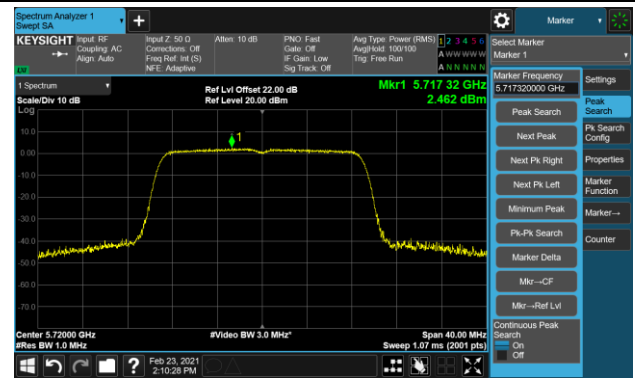 Spectrum Analyzer 1
Swept SA
Marker
KEYSIGHT
Input: RF
Coupling: AC
Align: Auto
Input Z: 50 Ω
Corrections: Off
Freq Ref: Int (S)
NFE: Adaptive
Atten: 10 dB
PNO: Fast
Gate: Off
IF Gain: Low
Sig Track: Off
Avg Type: Power (RMS)
Avg|Hold: 100/100
Trig: Free Run
1 2 3 4 5 6
A W W W W W
A N N N N N
Select Marker
Marker 1
1 Spectrum
Scale/Div 10 dB
Log
Ref Lvl Offset 22.00 dB
Ref Level 20.00 dBm
Mkr1 5.717 32 GHz
2.462 dBm
10.0
0.00
-10.0
-20.0
-30.0
-40.0
-50.0
-60.0
-70.0
1
Center 5.72000 GHz
#Res BW 1.0 MHz
#Video BW 3.0 MHz*
Span 40.00 MHz
Sweep 1.07 ms (2001 pts)
Marker Frequency
5.717320000 GHz
Peak Search
Next Peak
Next Pk Right
Next Pk Left
Minimum Peak
Pk-Pk Search
Marker Delta
Mkr→CF
Mkr→Ref Lvl
Continuous Peak
Search
On
Off
Settings
Peak
Search
Pk Search
Config
Properties
Marker
Function
Marker→
Counter
Feb 23, 2021
2:10:28 PM